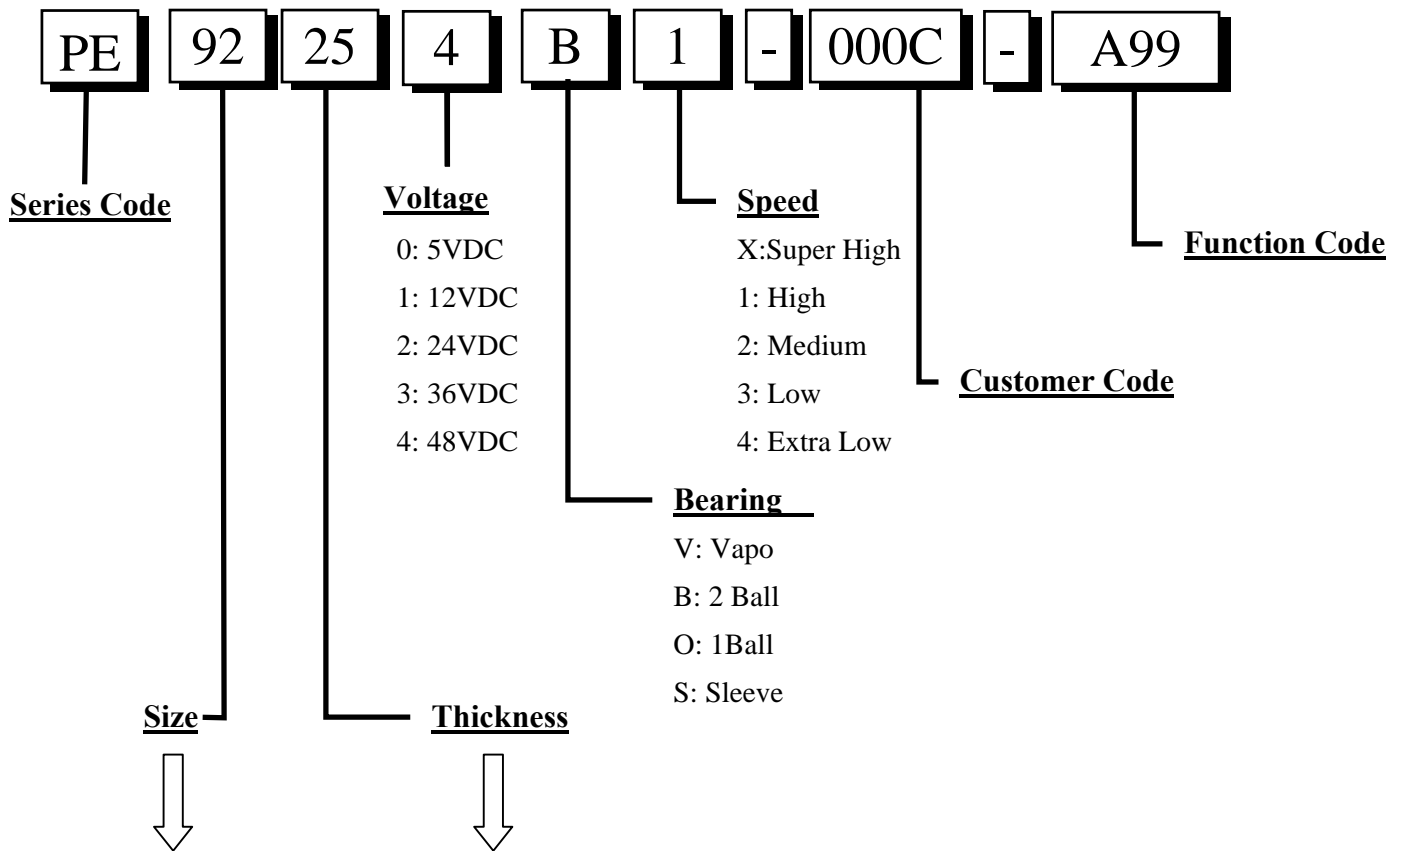 PE 92 25 4 B 1 - 000C - A99
Series Code
Voltage
0: 5VDC
1: 12VDC
2: 24VDC
3: 36VDC
4: 48VDC
Speed
X:Super High
1: High
2: Medium
3: Low
4: Extra Low
Function Code
Customer Code
Bearing
V: Vapo
B: 2 Ball
O: 1Ball
S: Sleeve
Size
Thickness